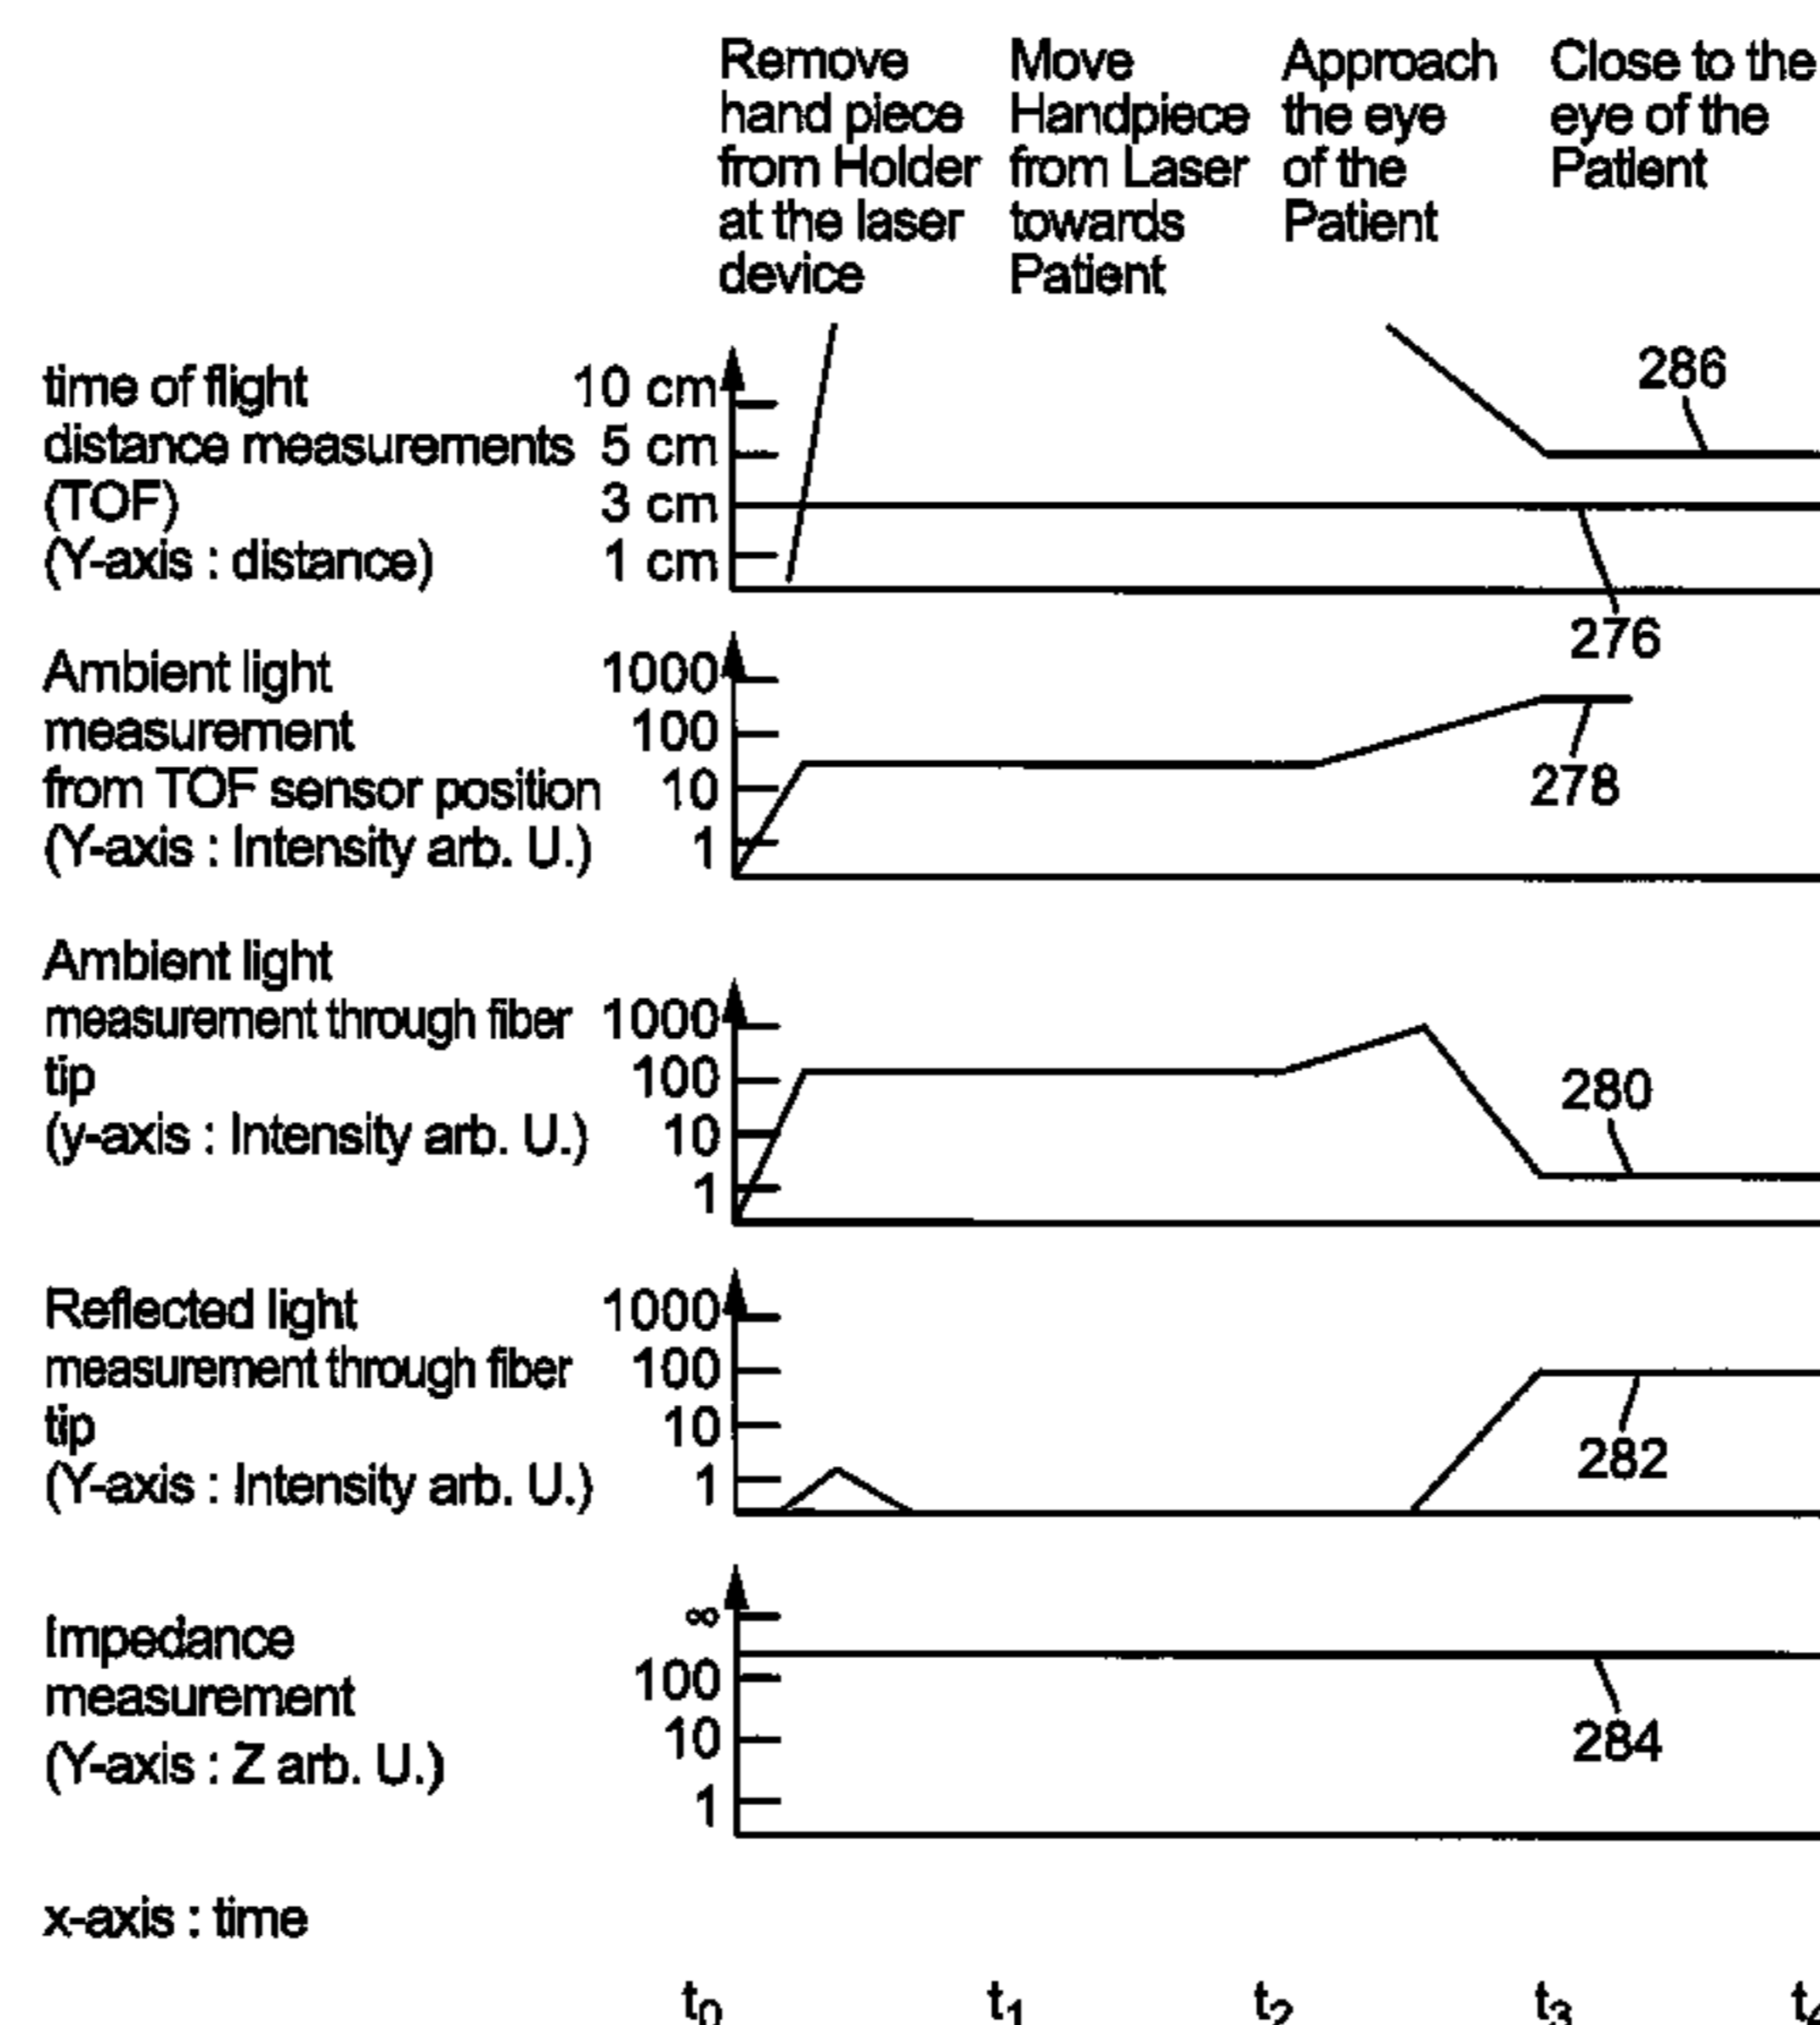 Remove
hand piece
from Holder
at the laser
device
Move
Handpiece
from Laser
towards
Patient
Approach
the eye
of the
Patient
Close to the
eye of the
Patient
time of flight
distance measurements
(TOF)
(Y-axis : distance)
10 cm
5 cm
3 cm
1 cm
286
276
Ambient light
measurement
from TOF sensor position
(Y-axis : Intensity arb. U.)
1000
100
10
1
278
Ambient light
measurement through fiber
tip
(y-axis : Intensity arb. U.)
1000
100
10
1
280
Reflected light
measurement through fiber
tip
(Y-axis : Intensity arb. U.)
1000
100
10
1
282
Impedance
measurement
(Y-axis : Z arb. U.)
∞
100
10
1
284
x-axis : time
t0 t1 t2 t3 t4